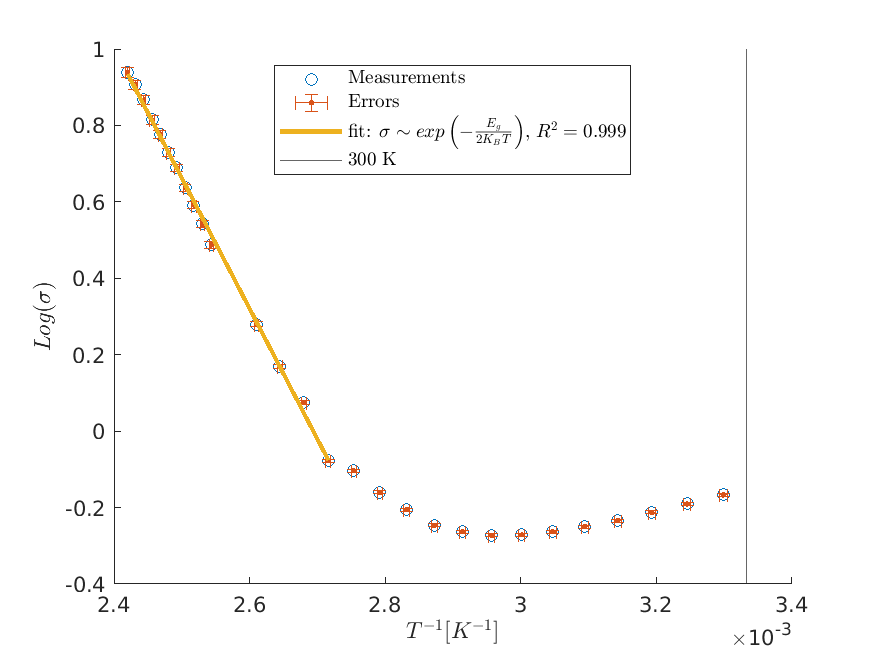 1
0.8
0.6
0.4
0.2
0
-0.2
-0.4
Log(σ)
Measurements
Errors
fit: σ ∼ exp(−E_g/2K_BT), R² = 0.999
300 K
2.4 2.6 2.8 3 3.2 3.4
T⁻¹[K⁻¹]
×10⁻³